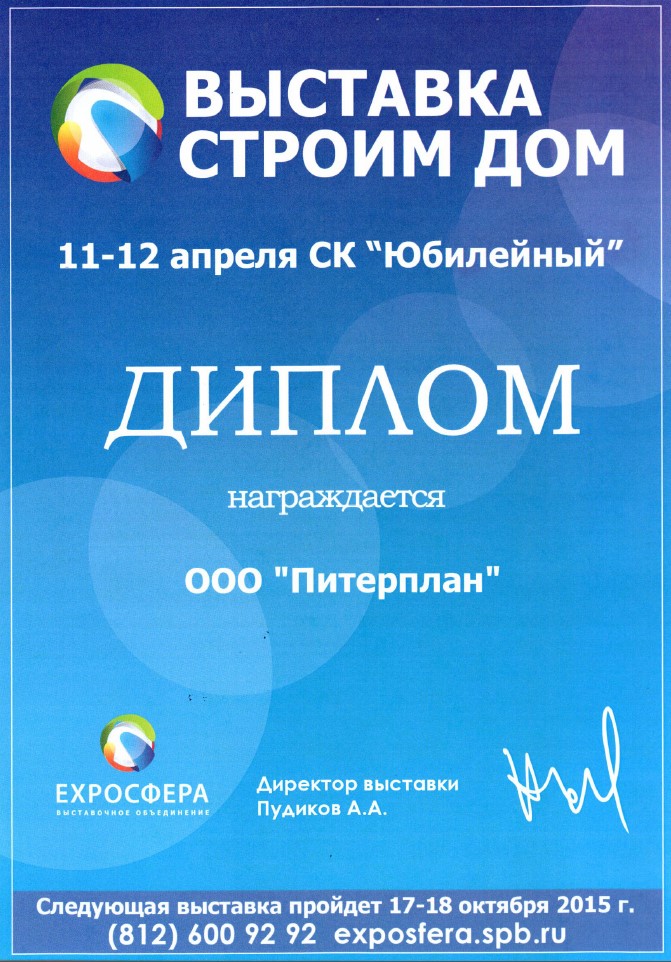 ВЫСТАВКА
СТРОИМ ДОМ
11-12 апреля СК “Юбилейный”
ДИПЛОМ
награждается
ООО "Питерплан"
EXPOСФЕРА
ВЫСТАВОЧНОЕ ОБЪЕДИНЕНИЕ
Директор выставки
Пудиков А.А.
Следующая выставка пройдет 17-18 октября 2015 г.
(812) 600 92 92 exposfera.spb.ru